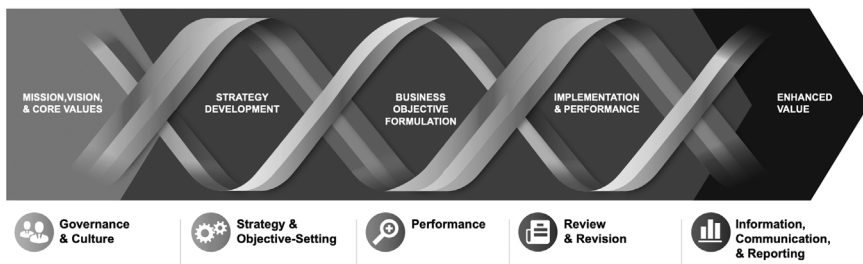 MISSION,VISION,
& CORE VALUES
STRATEGY
DEVELOPMENT
BUSINESS
OBJECTIVE
FORMULATION
IMPLEMENTATION
& PERFORMANCE
ENHANCED
VALUE
Governance
& Culture
Strategy &
Objective-Setting
Performance
Review
& Revision
Information,
Communication,
& Reporting